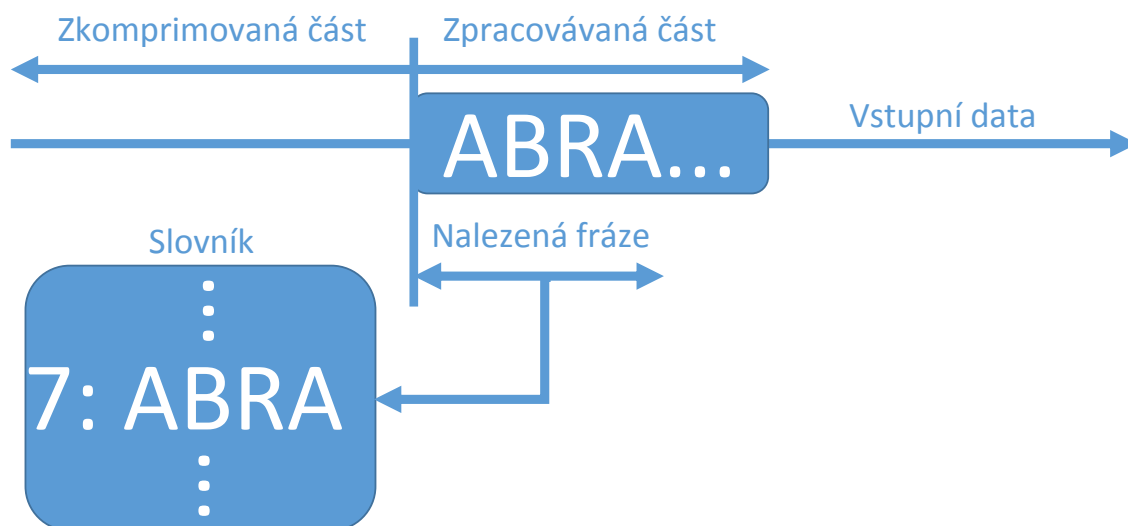 Zkomprimovaná část
Zpracovávaná část
ABRA...
Vstupní data
Nalezená fráze
Slovník
7: ABRA